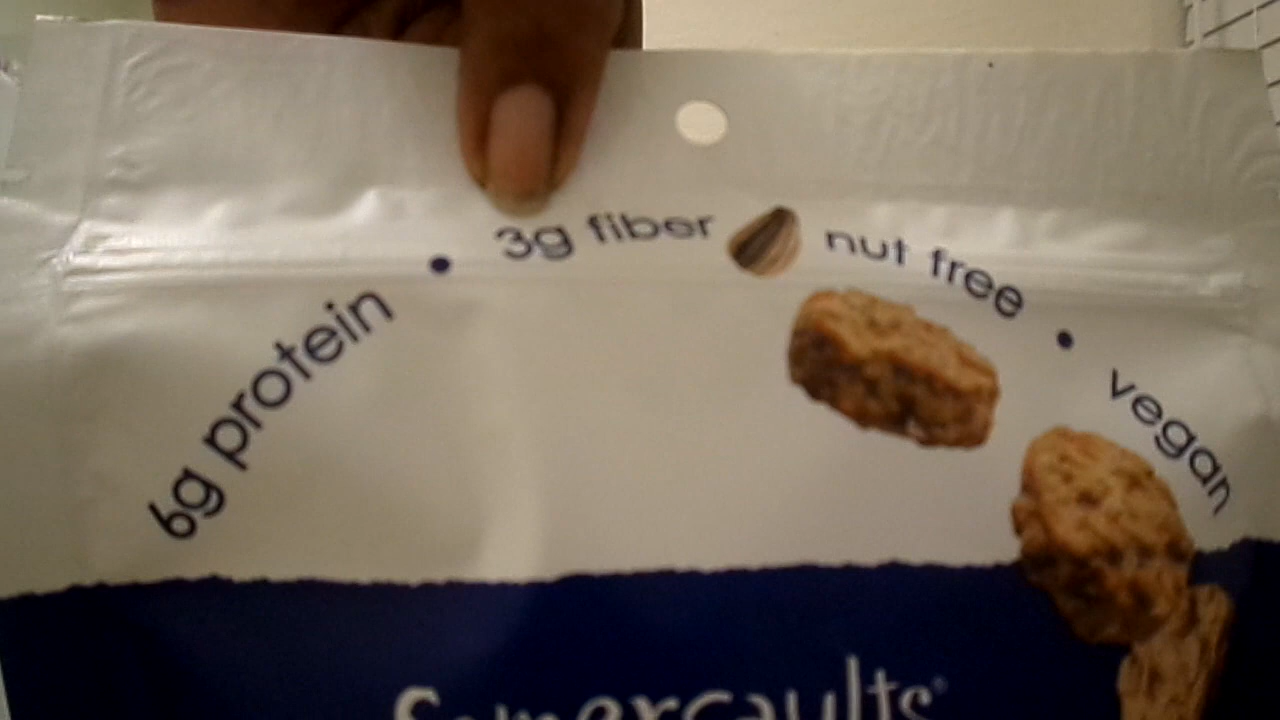 6g protein • 3g fiber nut free • vegan
Somersaults®